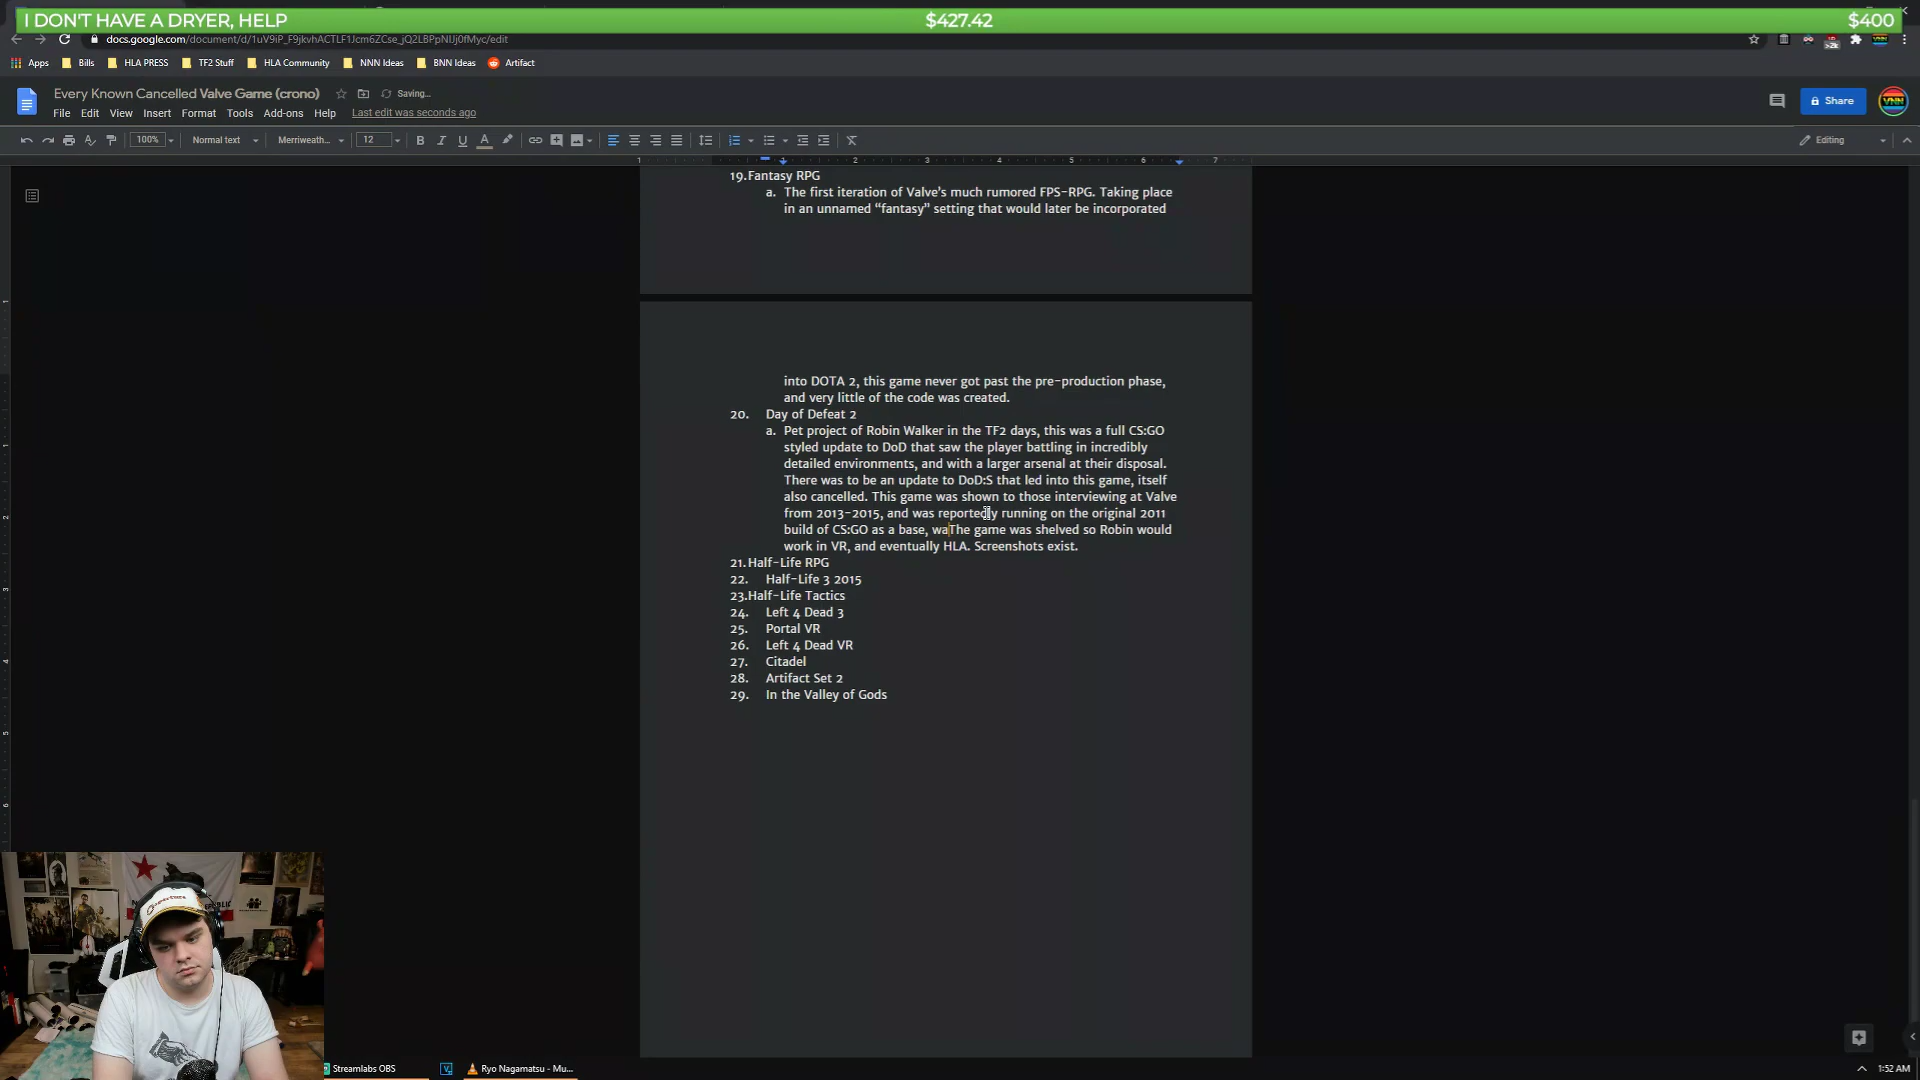 I DON'T HAVE A DRYER, HELP $427.42 $400
docs.google.com/document/d/1uV9iP_F9jkvhACTLF1Jcm6ZCse_jQ2LBPpNIJj0fMyc/edit
Apps Bills HLA PRESS TF2 Stuff HLA Community NNN Ideas BNN Ideas Artifact
Every Known Cancelled Valve Game (crono) Saving...
File Edit View Insert Format Tools Add-ons Help Last edit was seconds ago
Share
VNN
100% Normal text Merriweath... 12 B I U A Editing
1 1 2 3 4 5 6 7
19. Fantasy RPG
a. The first iteration of Valve's much rumored FPS-RPG. Taking place
in an unnamed “fantasy” setting that would later be incorporated
into DOTA 2, this game never got past the pre-production phase,
and very little of the code was created.
20. Day of Defeat 2
a. Pet project of Robin Walker in the TF2 days, this was a full CS:GO
styled update to DoD that saw the player battling in incredibly
detailed environments, and with a larger arsenal at their disposal.
There was to be an update to DoD:S that led into this game, itself
also cancelled. This game was shown to those interviewing at Valve
from 2013-2015, and was reportedly running on the original 2011
build of CS:GO as a base, waThe game was shelved so Robin would
work in VR, and eventually HLA. Screenshots exist.
21. Half-Life RPG
22. Half-Life 3 2015
23. Half-Life Tactics
24. Left 4 Dead 3
25. Portal VR
26. Left 4 Dead VR
27. Citadel
28. Artifact Set 2
29. In the Valley of Gods
Streamlabs OBS Ryo Nagamatsu - Mu... 1:52 AM